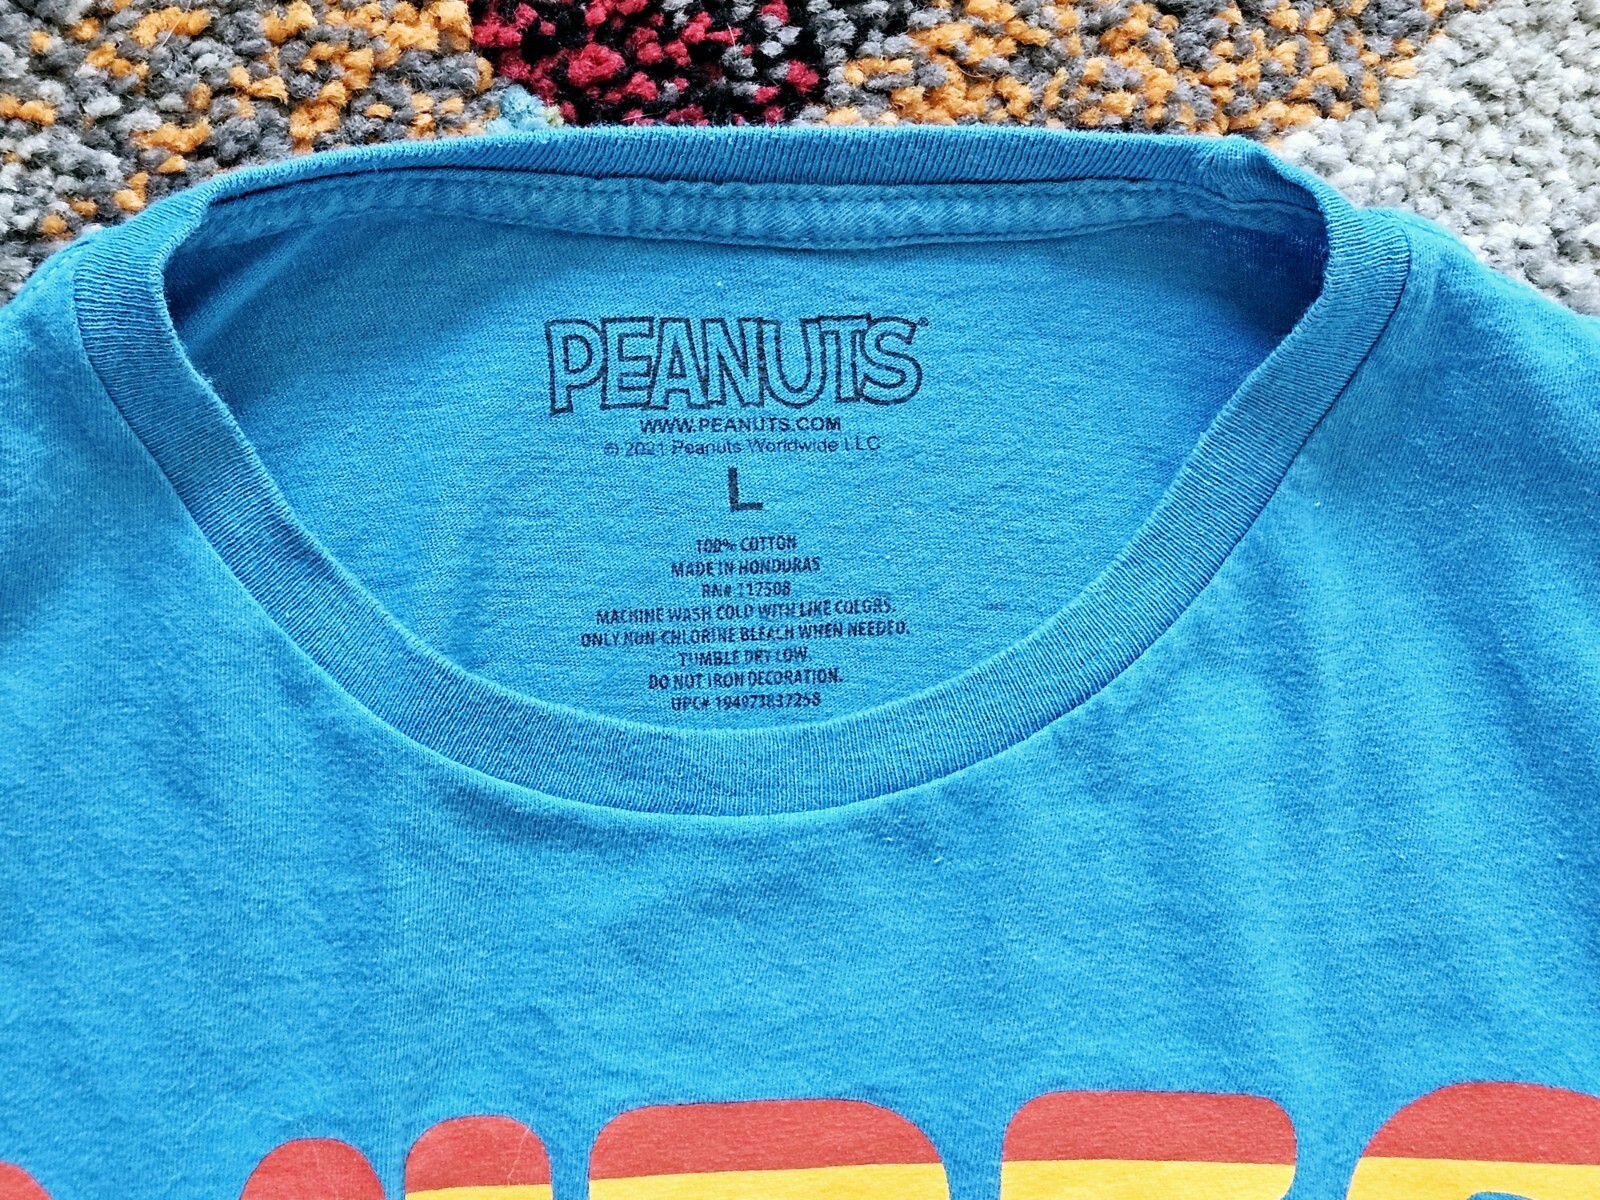 PEANUTS®
WWW.PEANUTS.COM
© 2021 Peanuts Worldwide LLC
L
100% COTTON
MADE IN HONDURAS
RN# 117508
MACHINE WASH COLD WITH LIKE COLORS.
ONLY NON-CHLORINE BLEACH WHEN NEEDED.
TUMBLE DRY LOW.
DO NOT IRON DECORATION.
UPC#